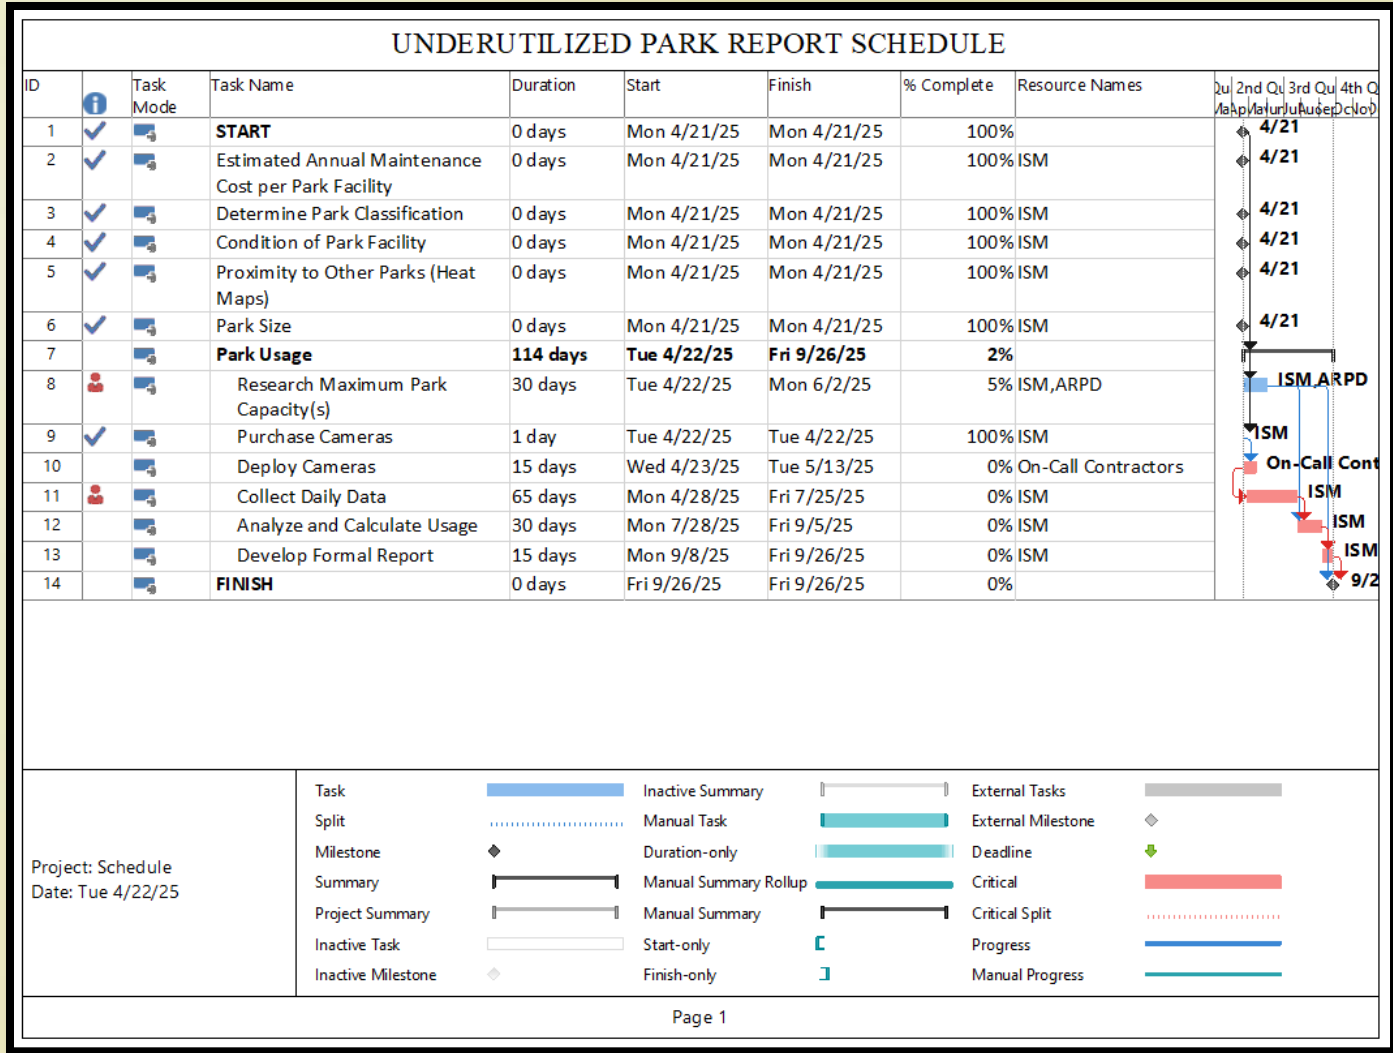 UNDERUTILIZED PARK REPORT SCHEDULE
ID Task Mode Task Name Duration Start Finish % Complete Resource Names
2nd Qu 3rd Qu 4th Q
1 START 0 days Mon 4/21/25 Mon 4/21/25 100% 4/21
2 Estimated Annual Maintenance Cost per Park Facility 0 days Mon 4/21/25 Mon 4/21/25 100% ISM 4/21
3 Determine Park Classification 0 days Mon 4/21/25 Mon 4/21/25 100% ISM 4/21
4 Condition of Park Facility 0 days Mon 4/21/25 Mon 4/21/25 100% ISM 4/21
5 Proximity to Other Parks (Heat Maps) 0 days Mon 4/21/25 Mon 4/21/25 100% ISM 4/21
6 Park Size 0 days Mon 4/21/25 Mon 4/21/25 100% ISM 4/21
7 Park Usage 114 days Tue 4/22/25 Fri 9/26/25 2%
8 Research Maximum Park Capacity(s) 30 days Tue 4/22/25 Mon 6/2/25 5% ISM,ARPD ISM,ARPD
9 Purchase Cameras 1 day Tue 4/22/25 Tue 4/22/25 100% ISM ISM
10 Deploy Cameras 15 days Wed 4/23/25 Tue 5/13/25 0% On-Call Contractors On-Call Cont
11 Collect Daily Data 65 days Mon 4/28/25 Fri 7/25/25 0% ISM ISM
12 Analyze and Calculate Usage 30 days Mon 7/28/25 Fri 9/5/25 0% ISM ISM
13 Develop Formal Report 15 days Mon 9/8/25 Fri 9/26/25 0% ISM ISM
14 FINISH 0 days Fri 9/26/25 Fri 9/26/25 0% 9/2
Project: Schedule
Date: Tue 4/22/25
Task Inactive Summary External Tasks
Split Manual Task External Milestone
Milestone Duration-only Deadline
Summary Manual Summary Rollup Critical
Project Summary Manual Summary Critical Split
Inactive Task Start-only Progress
Inactive Milestone Finish-only Manual Progress
Page 1